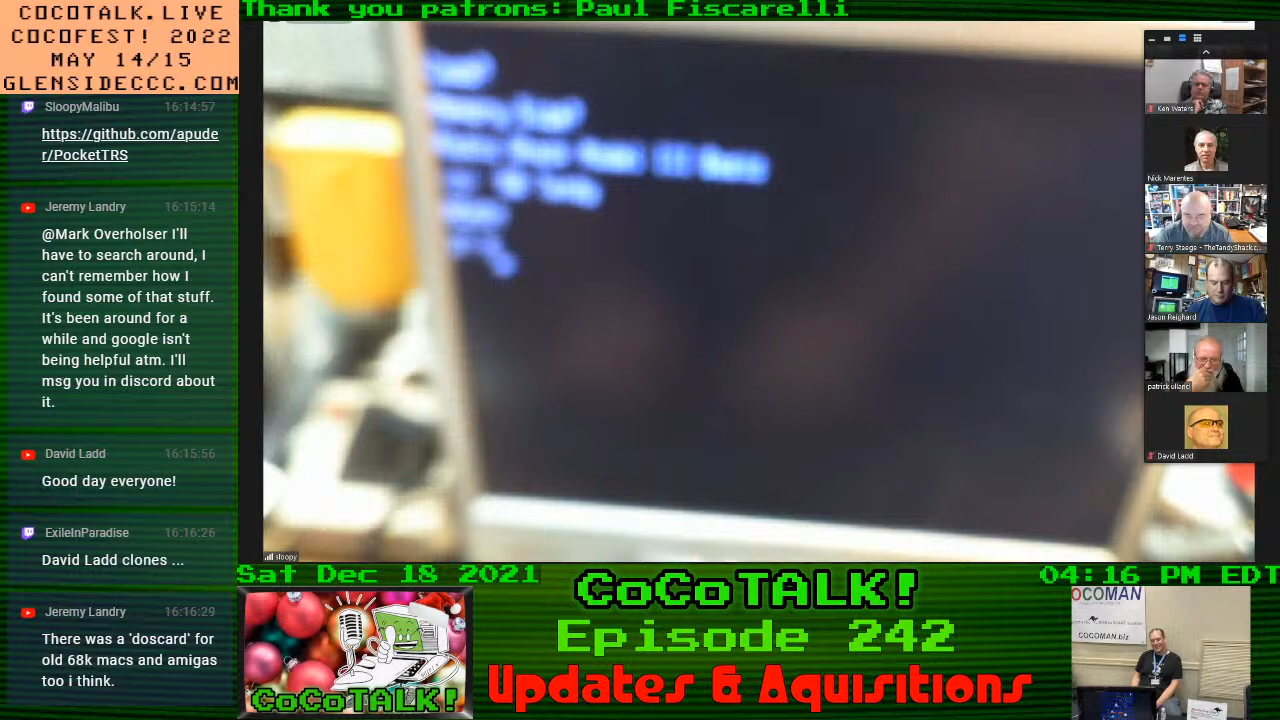 COCOTALK.LIVE
COCOFEST! 2022
MAY 14/15
GLENSIDECCC.COM
Thank you patrons: Paul Fiscarelli
SloopyMalibu 16:14:57
https://github.com/apude
r/PocketTRS
Jeremy Landry 16:15:14
@Mark Overholser I'll
have to search around, I
can't remember how I
found some of that stuff.
It's been around for a
while and google isn't
being helpful atm. I'll
msg you in discord about
it.
David Ladd 16:15:56
Good day everyone!
ExileInParadise 16:16:26
David Ladd clones ...
Jeremy Landry 16:16:29
There was a 'doscard' for
old 68k macs and amigas
too i think.
Ken Waters
Nick Marentes
Terry Steege - TheTandyShack.c...
Jason Reighard
patrick ulland
David Ladd
sloopy
Sat Dec 18 2021
CoCoTALK!
04:16 PM EDT
Episode 242
Updates & Aquisitions
CoCoTALK!
OCOMAN
COCOMAN.BIZ